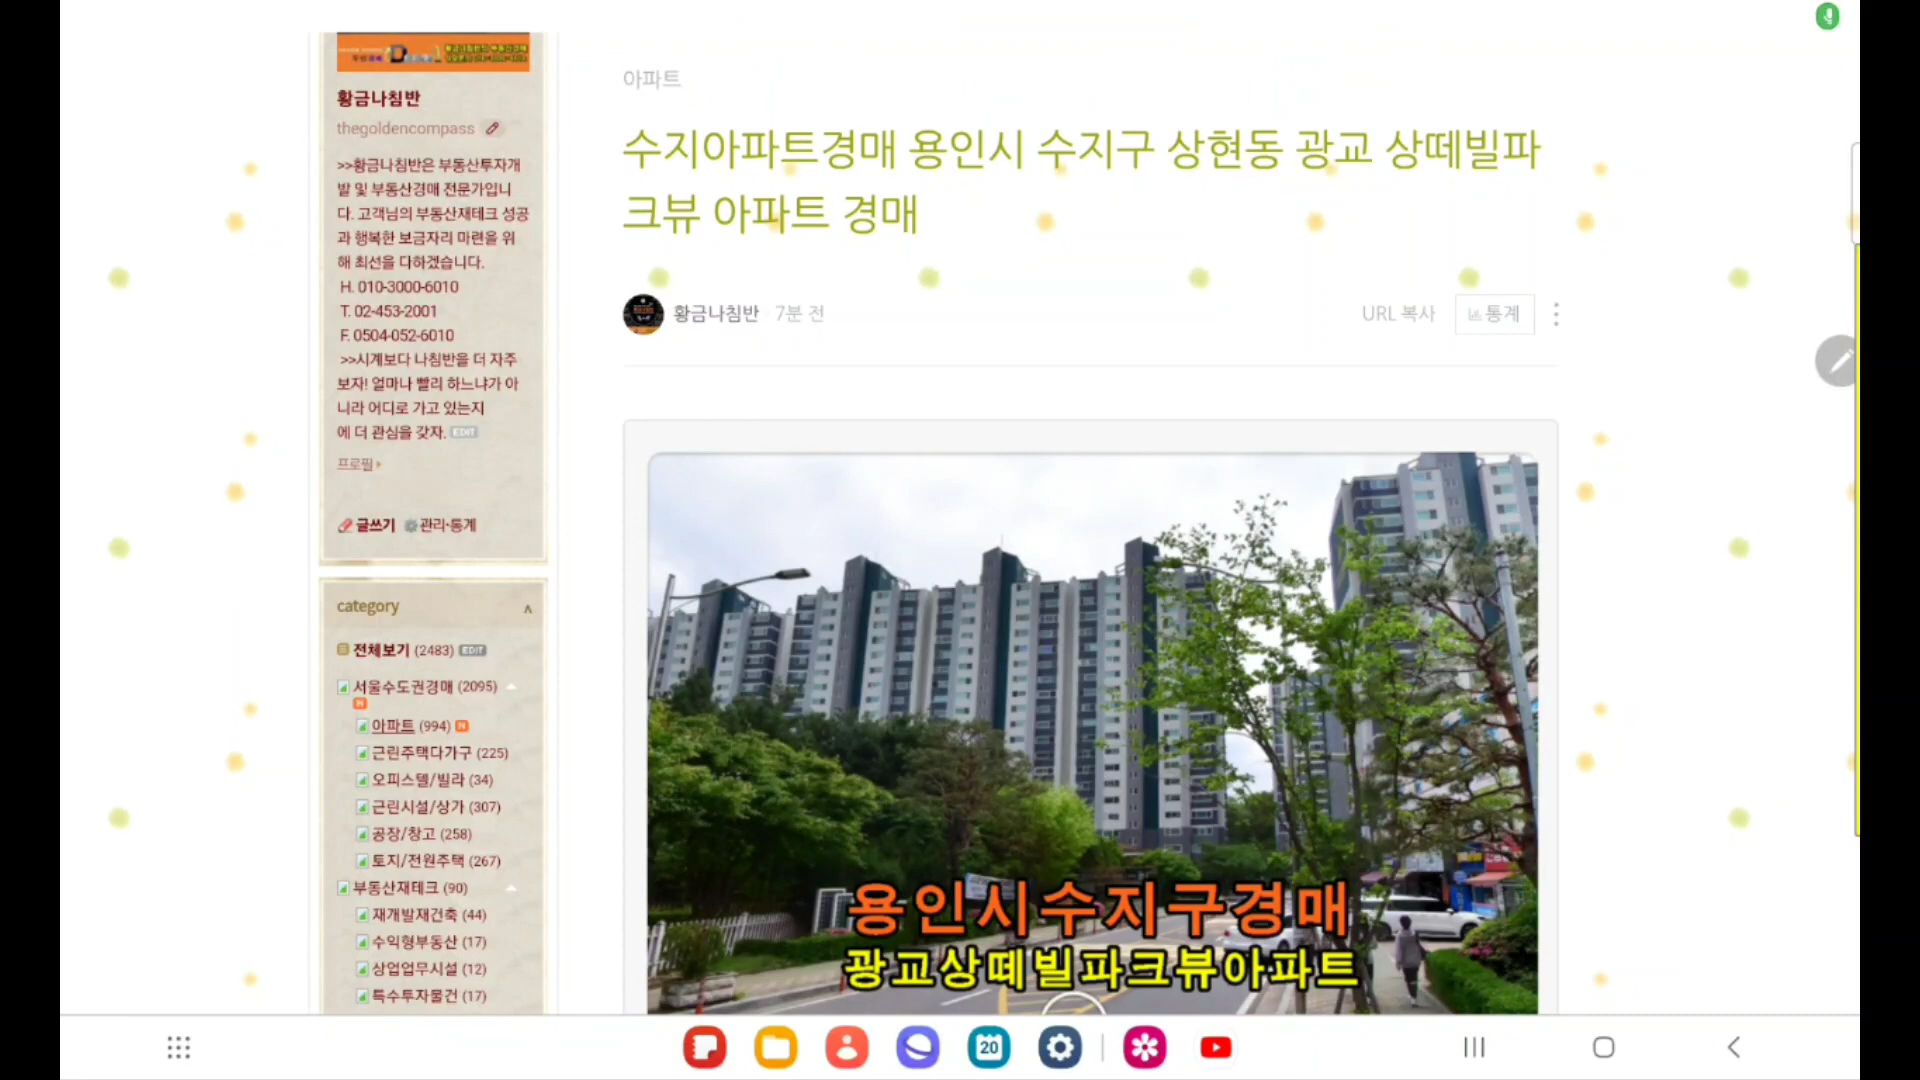 황금나침반
thegoldencompass
>>황금나침반은 부동산투자개
발 및 부동산경매 전문가입니
다. 고객님의 부동산재테크 성공
과 행복한 보금자리 마련을 위
해 최선을 다하겠습니다.
H. 010-3000-6010
T. 02-453-2001
F. 0504-052-6010
>>시계보다 나침반을 더 자주
보자! 얼마나 빨리 하느냐가 아
니라 어디로 가고 있는지
에 더 관심을 갖자. EDIT
프로필
글쓰기 관리·통계
category
전체보기 (2483) EDIT
서울수도권경매 (2095)
N
아파트 (994) N
근린주택다가구 (225)
오피스텔/빌라 (34)
근린시설/상가 (307)
공장/창고 (258)
토지/전원주택 (267)
부동산재테크 (90)
재개발재건축 (44)
수익형부동산 (17)
상업업무시설 (12)
특수투자물건 (17)
아파트
수지아파트경매 용인시 수지구 상현동 광교 상떼빌파
크뷰 아파트 경매
황금나침반 · 7분 전
URL 복사 통계
용인시수지구경매
광교상떼빌파크뷰아파트
20